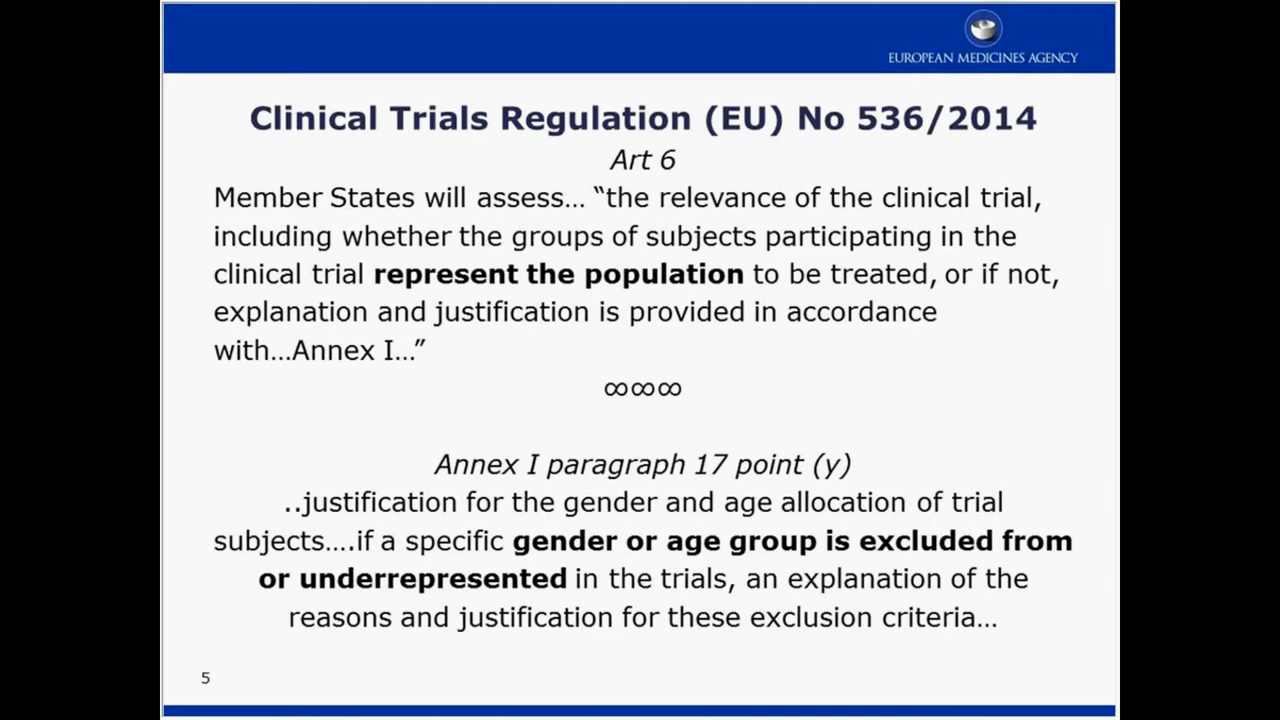 EUROPEAN MEDICINES AGENCY
Clinical Trials Regulation (EU) No 536/2014
Art 6
Member States will assess… “the relevance of the clinical trial,
including whether the groups of subjects participating in the
clinical trial represent the population to be treated, or if not,
explanation and justification is provided in accordance
with…Annex I…”
∞∞∞
Annex I paragraph 17 point (y)
..justification for the gender and age allocation of trial
subjects….if a specific gender or age group is excluded from
or underrepresented in the trials, an explanation of the
reasons and justification for these exclusion criteria…
5